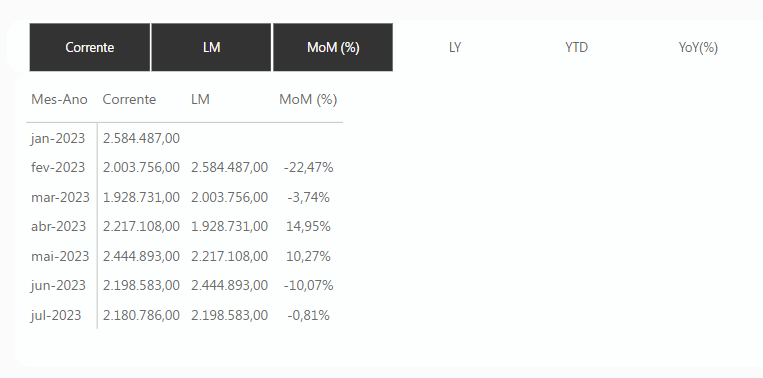 Corrente LM MoM (%) LY YTD YoY(%)
Mes-Ano Corrente LM MoM (%)
jan-2023 2.584.487,00
fev-2023 2.003.756,00 2.584.487,00 -22,47%
mar-2023 1.928.731,00 2.003.756,00 -3,74%
abr-2023 2.217.108,00 1.928.731,00 14,95%
mai-2023 2.444.893,00 2.217.108,00 10,27%
jun-2023 2.198.583,00 2.444.893,00 -10,07%
jul-2023 2.180.786,00 2.198.583,00 -0,81%